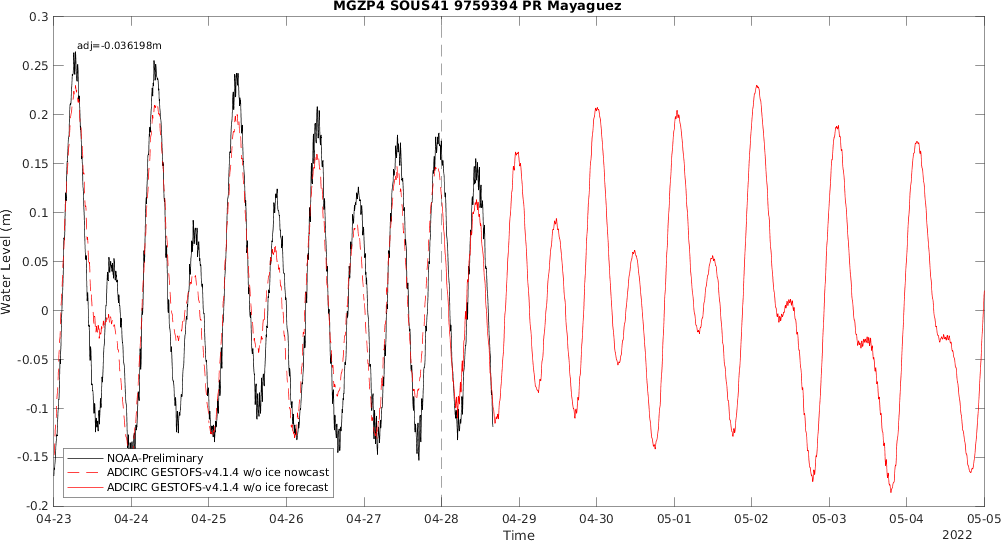 MGZP4 SOUS41 9759394 PR Mayaguez
adj=-0.036198m
0.3
0.25
0.2
0.15
0.1
0.05
0
-0.05
-0.1
-0.15
-0.2
Water Level (m)
NOAA-Preliminary
ADCIRC GESTOFS-v4.1.4 w/o ice nowcast
ADCIRC GESTOFS-v4.1.4 w/o ice forecast
04-23 04-24 04-25 04-26 04-27 04-28 04-29 04-30 05-01 05-02 05-03 05-04 05-05
Time
2022